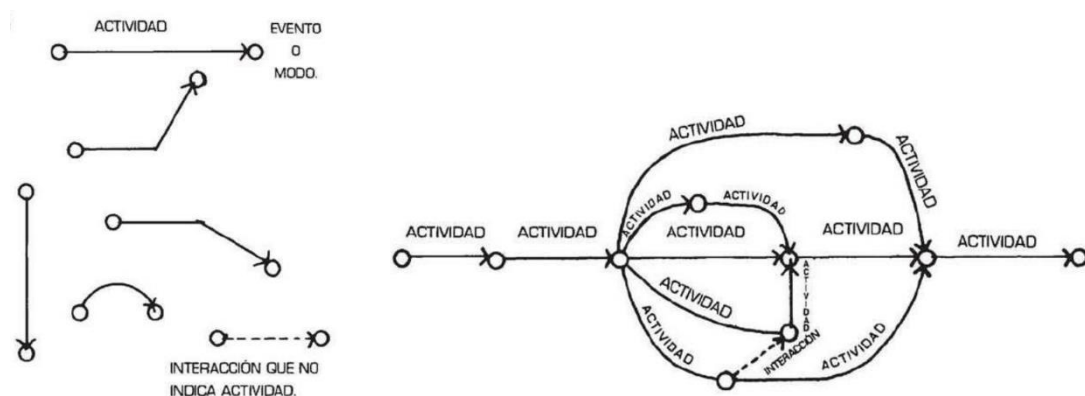 ACTIVIDAD
EVENTO
O
MODO.
INTERACCIÓN QUE NO
INDICA ACTIVIDAD.
ACTIVIDAD
ACTIVIDAD
ACTIVIDAD
ACTIVIDAD
ACTIVIDAD
ACTIVIDAD
ACTIVIDAD
ACTIVIDAD
ACTIVIDAD
ACTIVIDAD
ACTIVIDAD
ACTIVIDAD
INTERACCIÓN
ACTIVIDAD
ACTIVIDAD